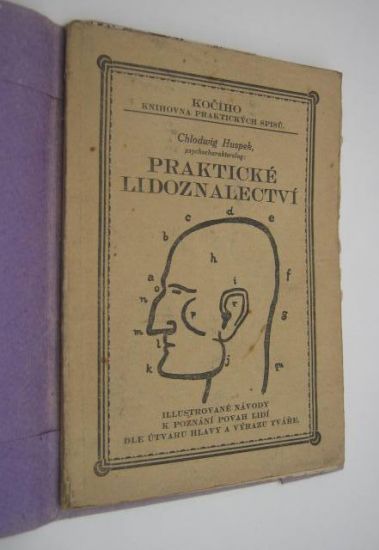 KOČÍHO
KNIHOVNA PRAKTICKÝCH SPISŮ.
Chlodwig Huspek,
psychocharakterolog:
PRAKTICKÉ
LIDOZNALECTVÍ
c d e
b
h
a i f
n r r g
m
l
k j p
ILLUSTROVANÉ NÁVODY
K POZNÁNÍ POVAH LIDÍ
DLE ÚTVARU HLAVY A VÝRAZU TVÁŘE.